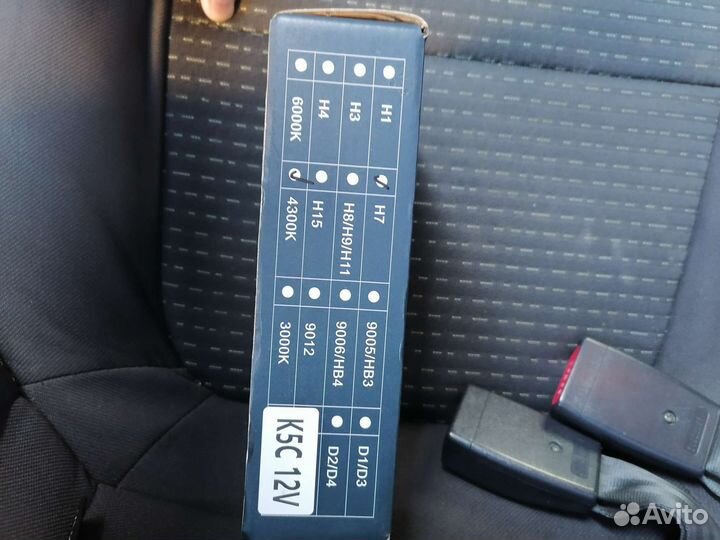 H1
H7
9005/HB3
D1/D3
H3
H8/H9/H11
9006/HB4
D2/D4
H4
H15
9012
6000K
4300K
3000K
K5C 12V
Avito